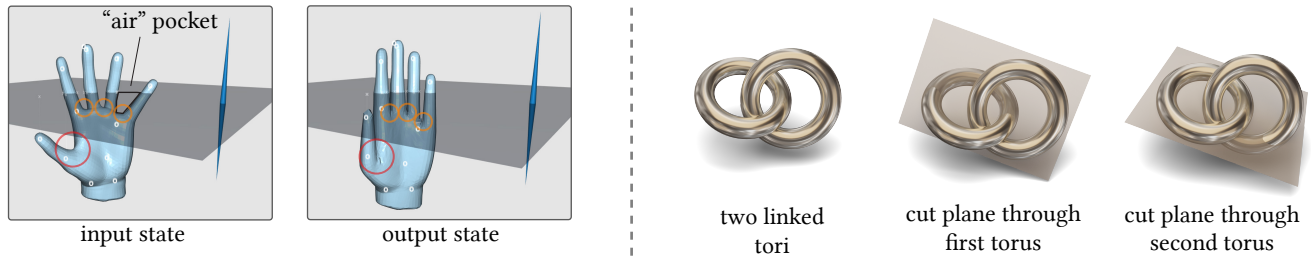 “air” pocket
input state
output state
two linked
tori
cut plane through
first torus
cut plane through
second torus